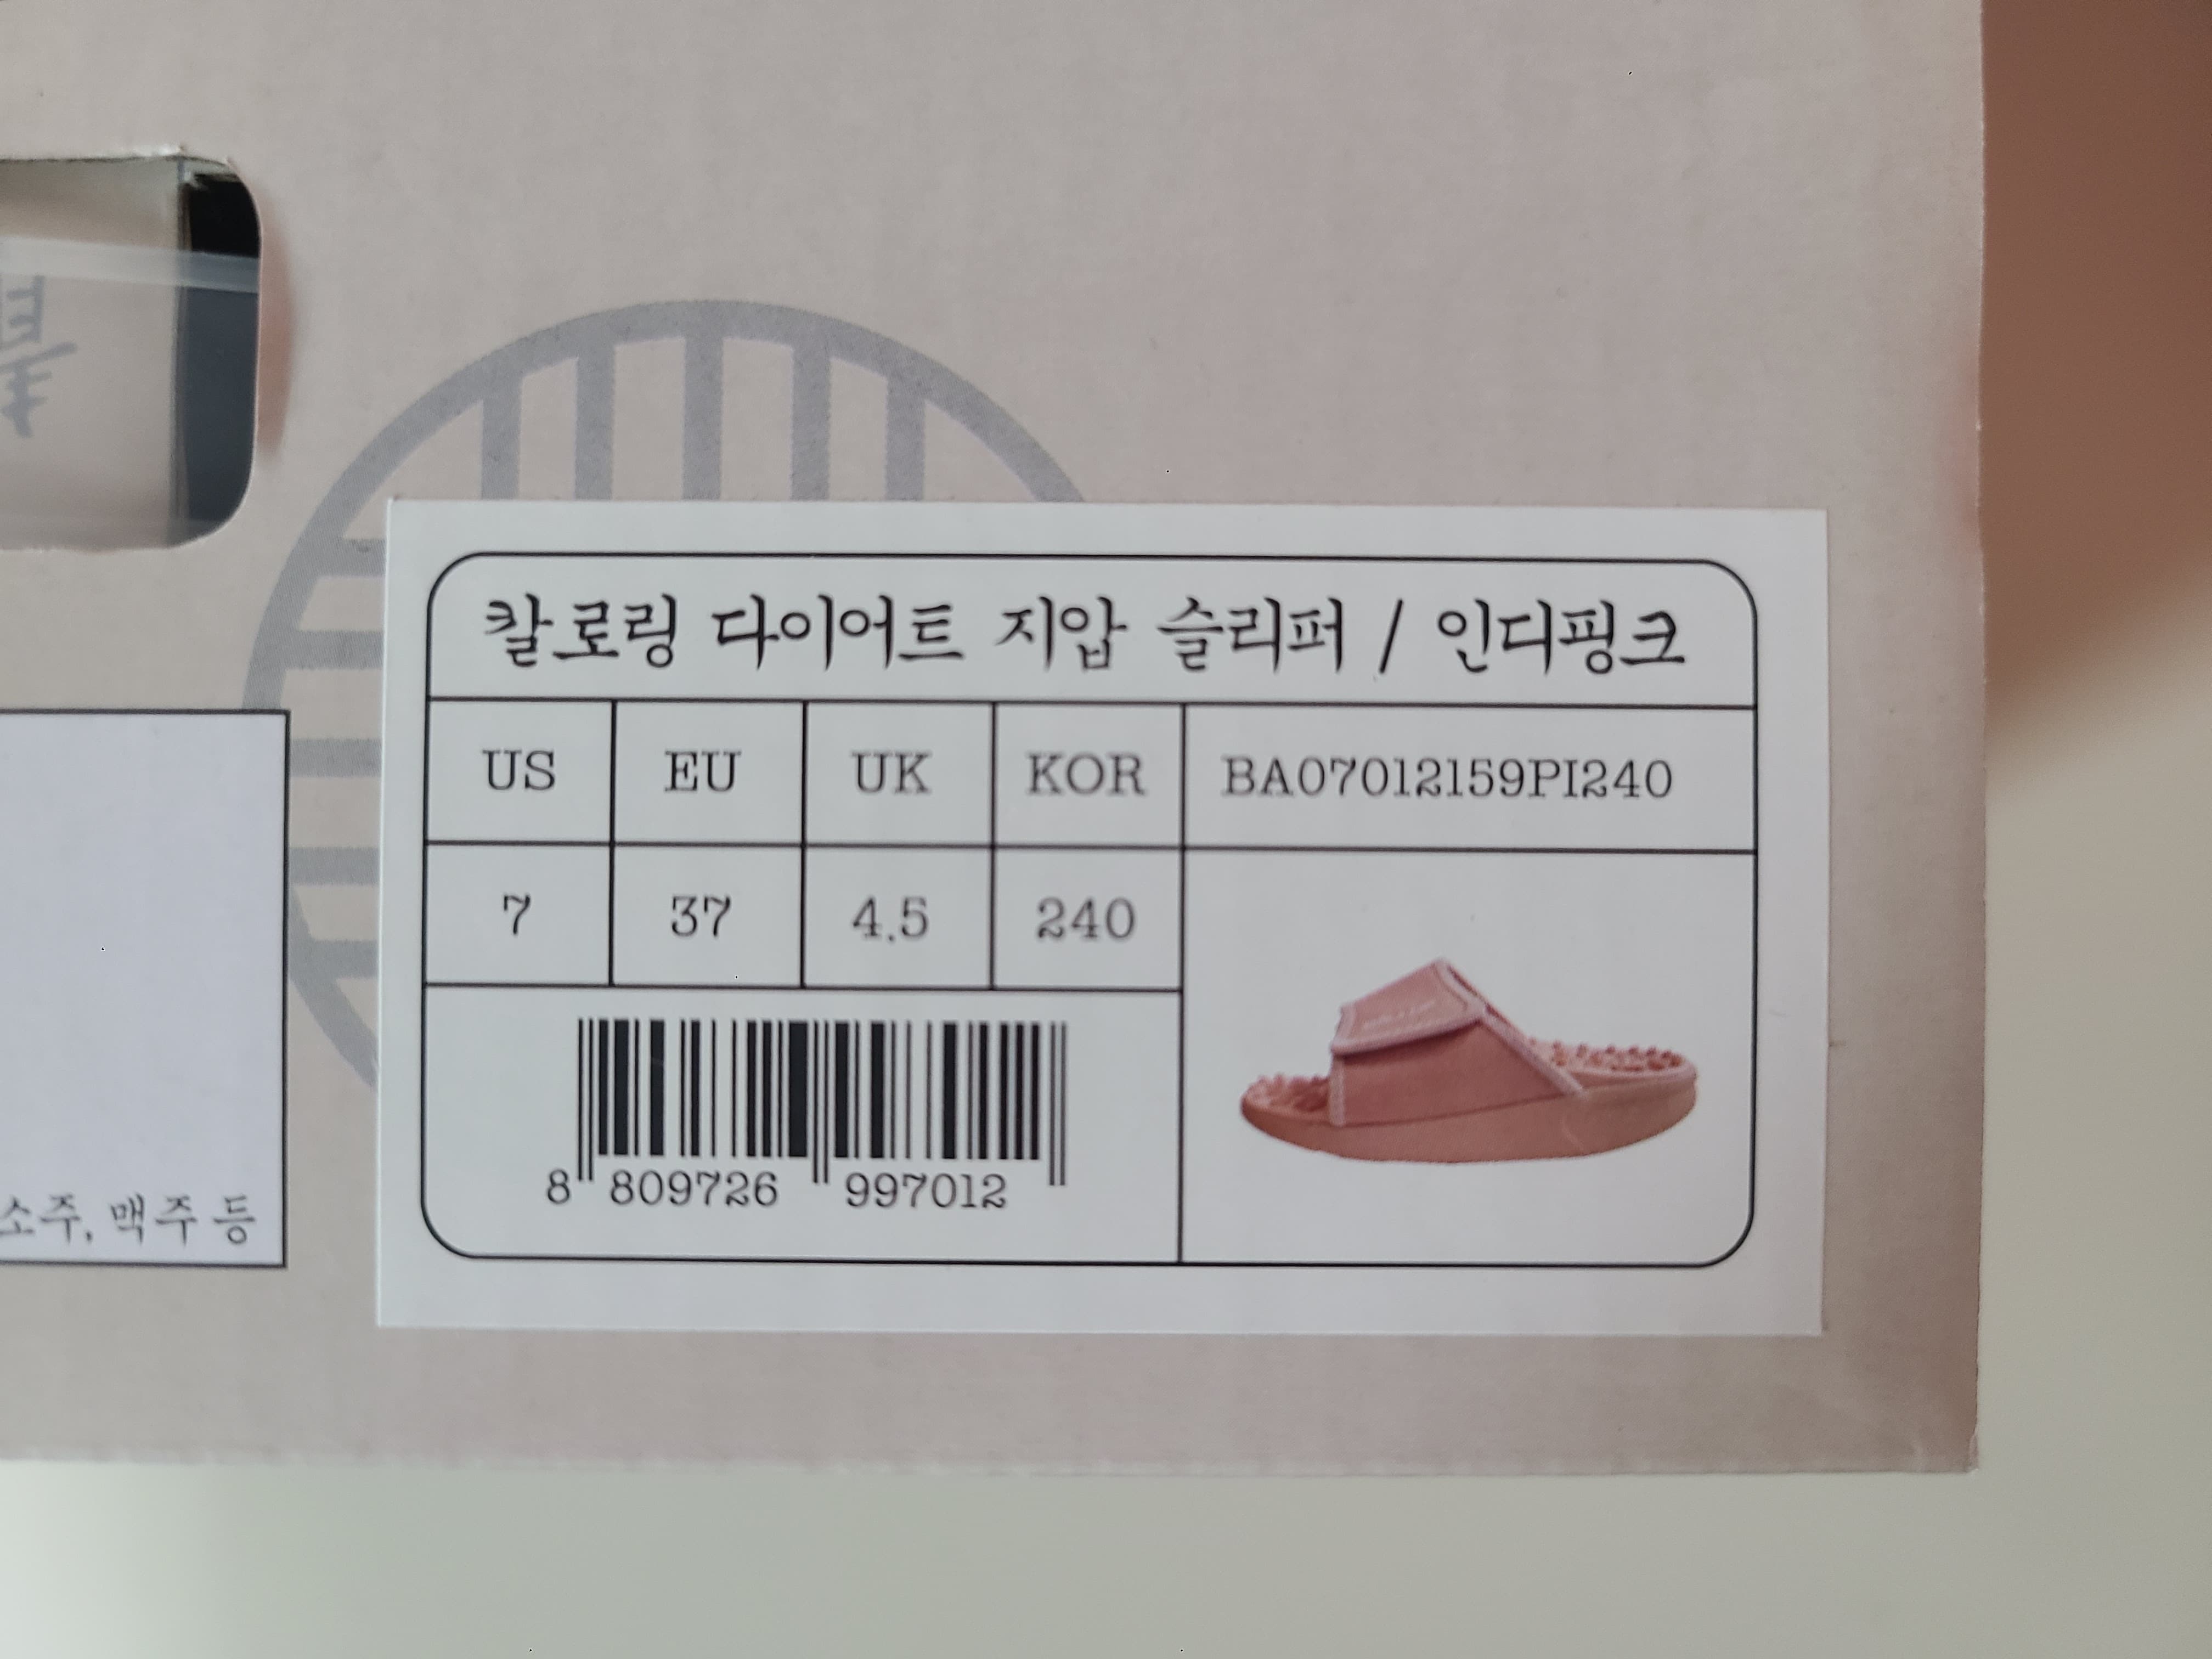 칼로링 다이어트 지압 슬리퍼 / 인디핑크
US EU UK KOR BA07012159PI240
7 37 4.5 240
8 809726 997012
소주, 맥주 등